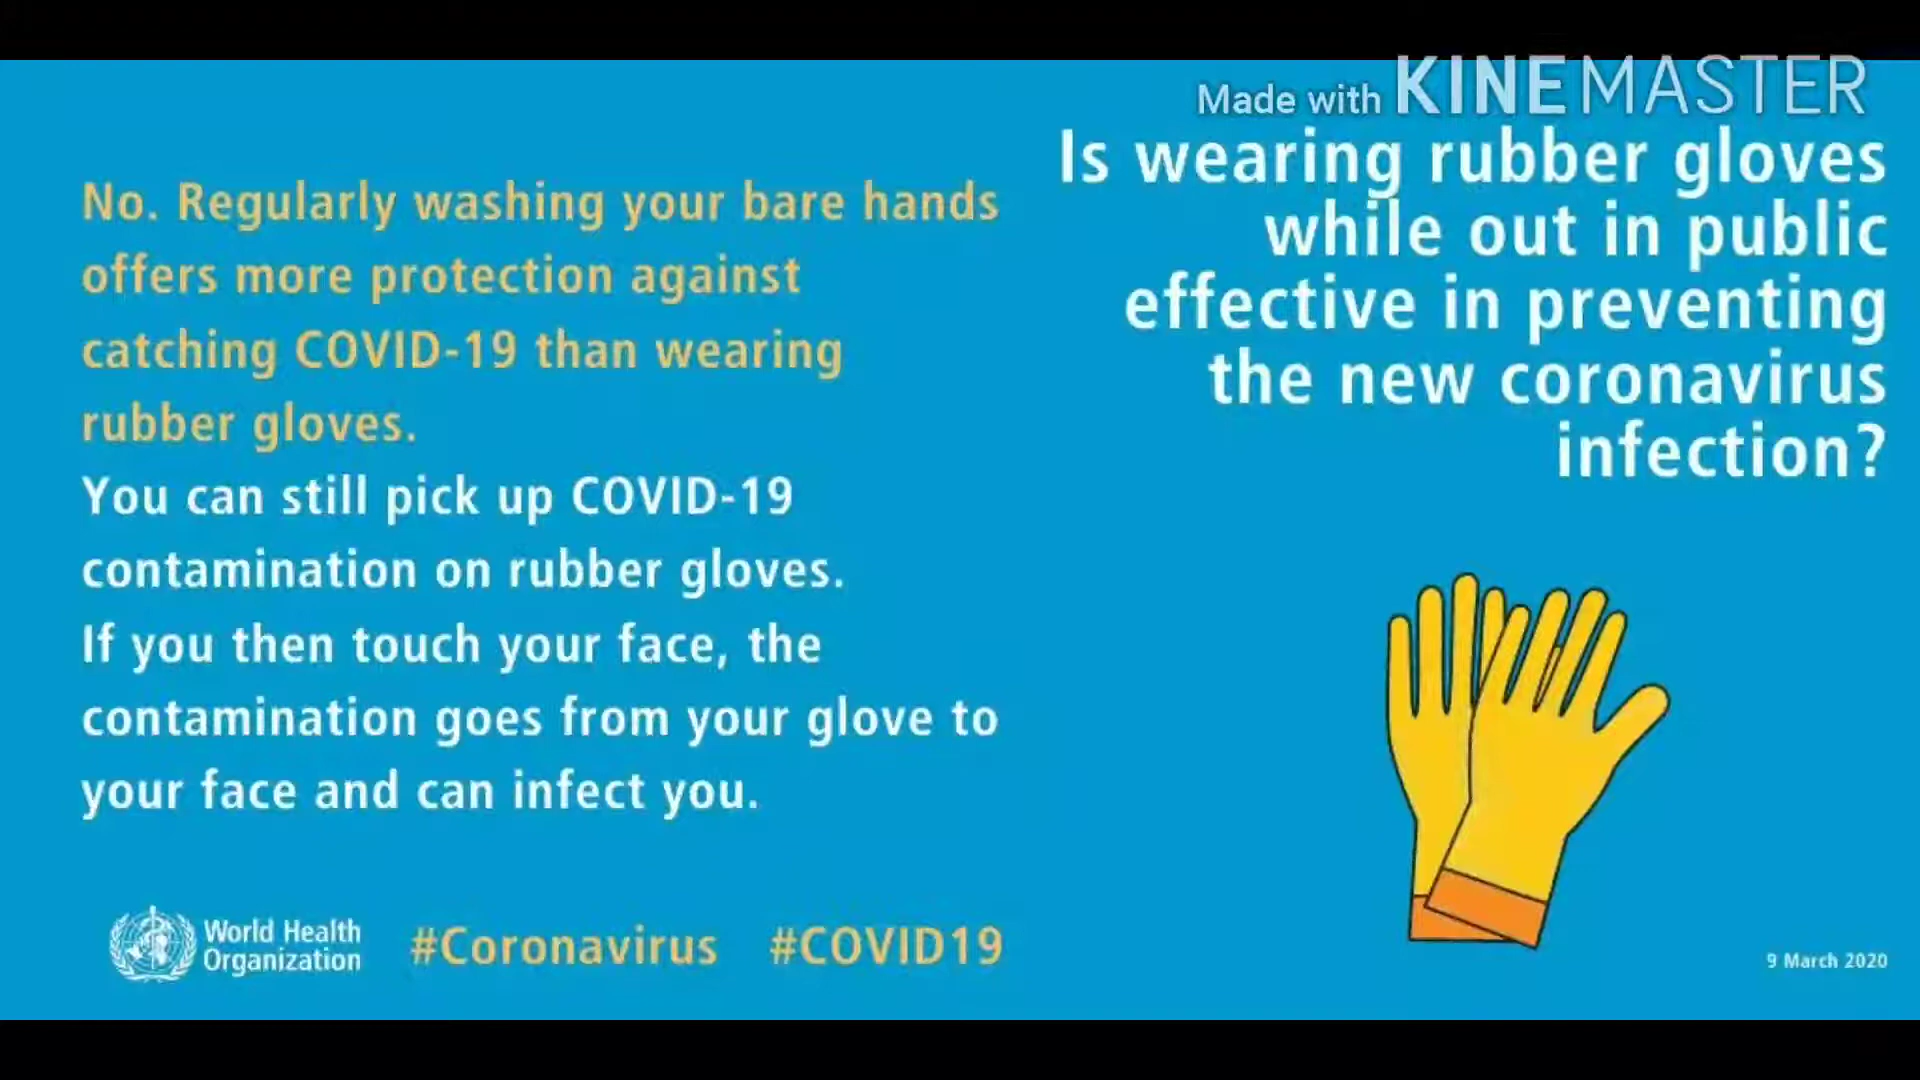 Made with KINEMASTER
Is wearing rubber gloves
while out in public
effective in preventing
the new coronavirus
infection?
No. Regularly washing your bare hands
offers more protection against
catching COVID-19 than wearing
rubber gloves.
You can still pick up COVID-19
contamination on rubber gloves.
If you then touch your face, the
contamination goes from your glove to
your face and can infect you.
World Health
Organization
#Coronavirus #COVID19
9 March 2020